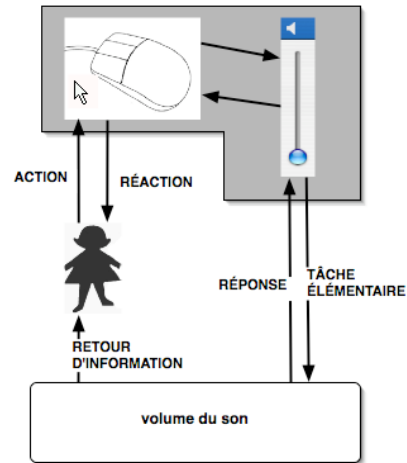 ACTION
RÉACTION
RÉPONSE
TÂCHE
ÉLÉMENTAIRE
RETOUR
D'INFORMATION
volume du son